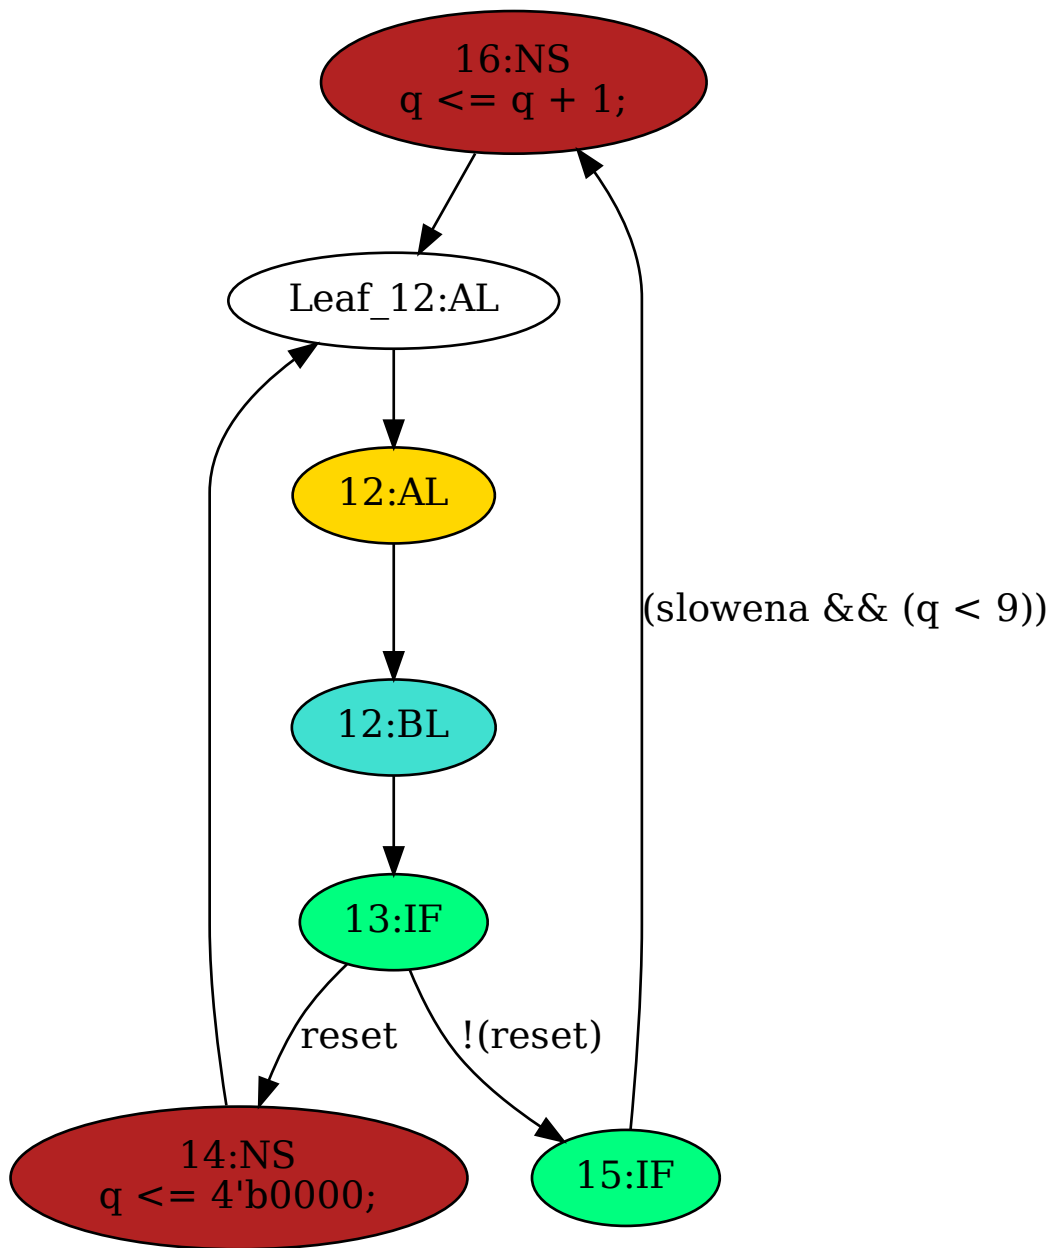 16:NS
q <= q + 1;
Leaf_12:AL
12:AL
(slowena && (q < 9))
12:BL
13:IF
reset
!(reset)
14:NS
q <= 4'b0000;
15:IF